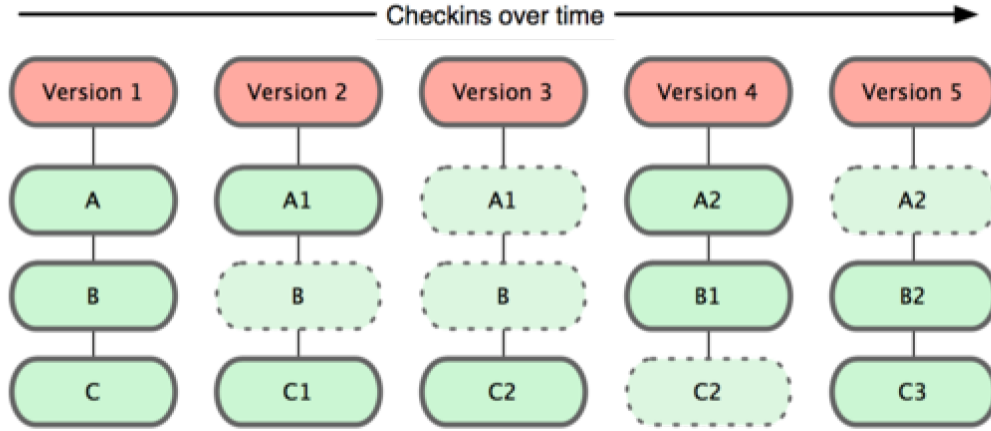 Checkins over time
Version 1 Version 2 Version 3 Version 4 Version 5
A A1 A1 A2 A2
B B B B1 B2
C C1 C2 C2 C3